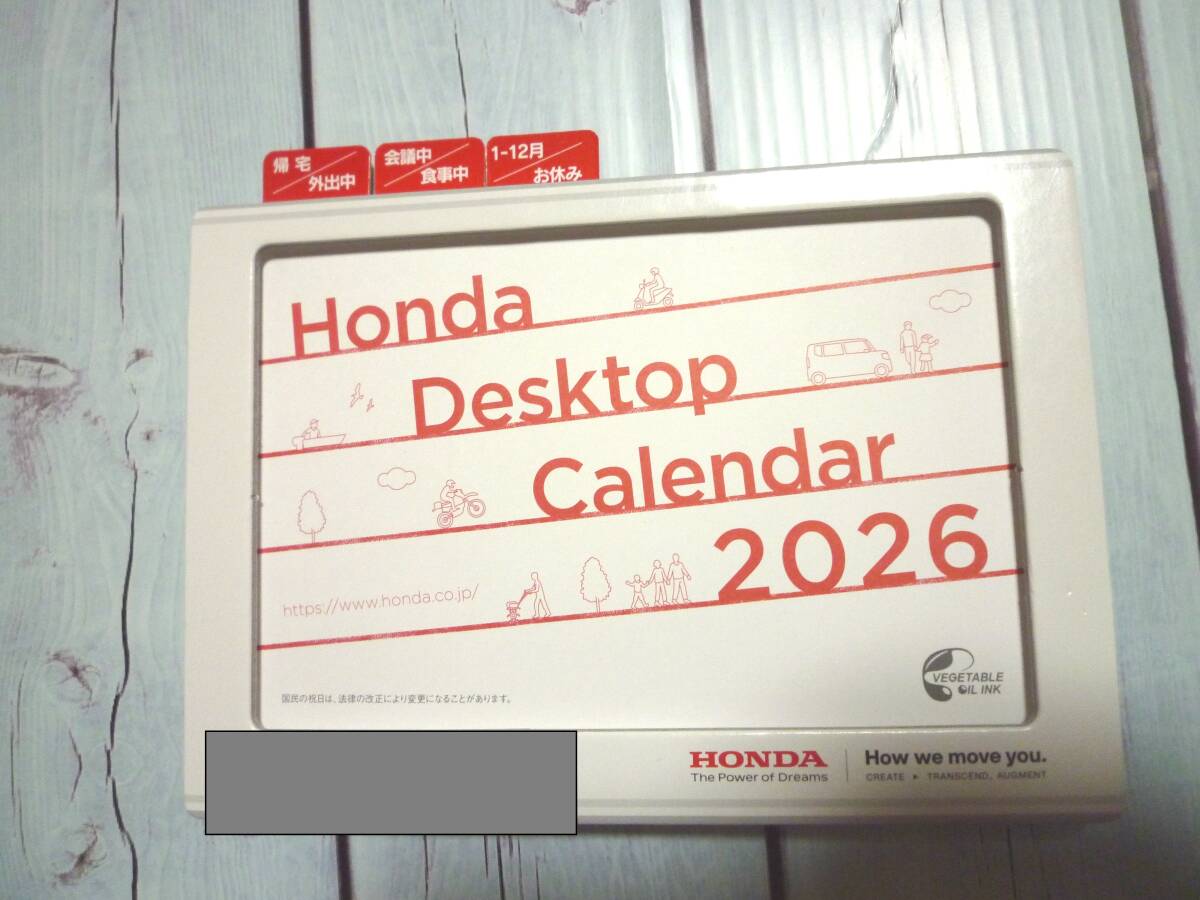 帰宅/外出中
会議中/食事中
1-12月/お休み
Honda
Desktop
Calendar
2026
https://www.honda.co.jp/
国民の祝日は、法律の改正により変更になることがあります。
VEGETABLE
OIL INK
HONDA
The Power of Dreams
How we move you.
CREATE ▶ TRANSCEND, AUGMENT